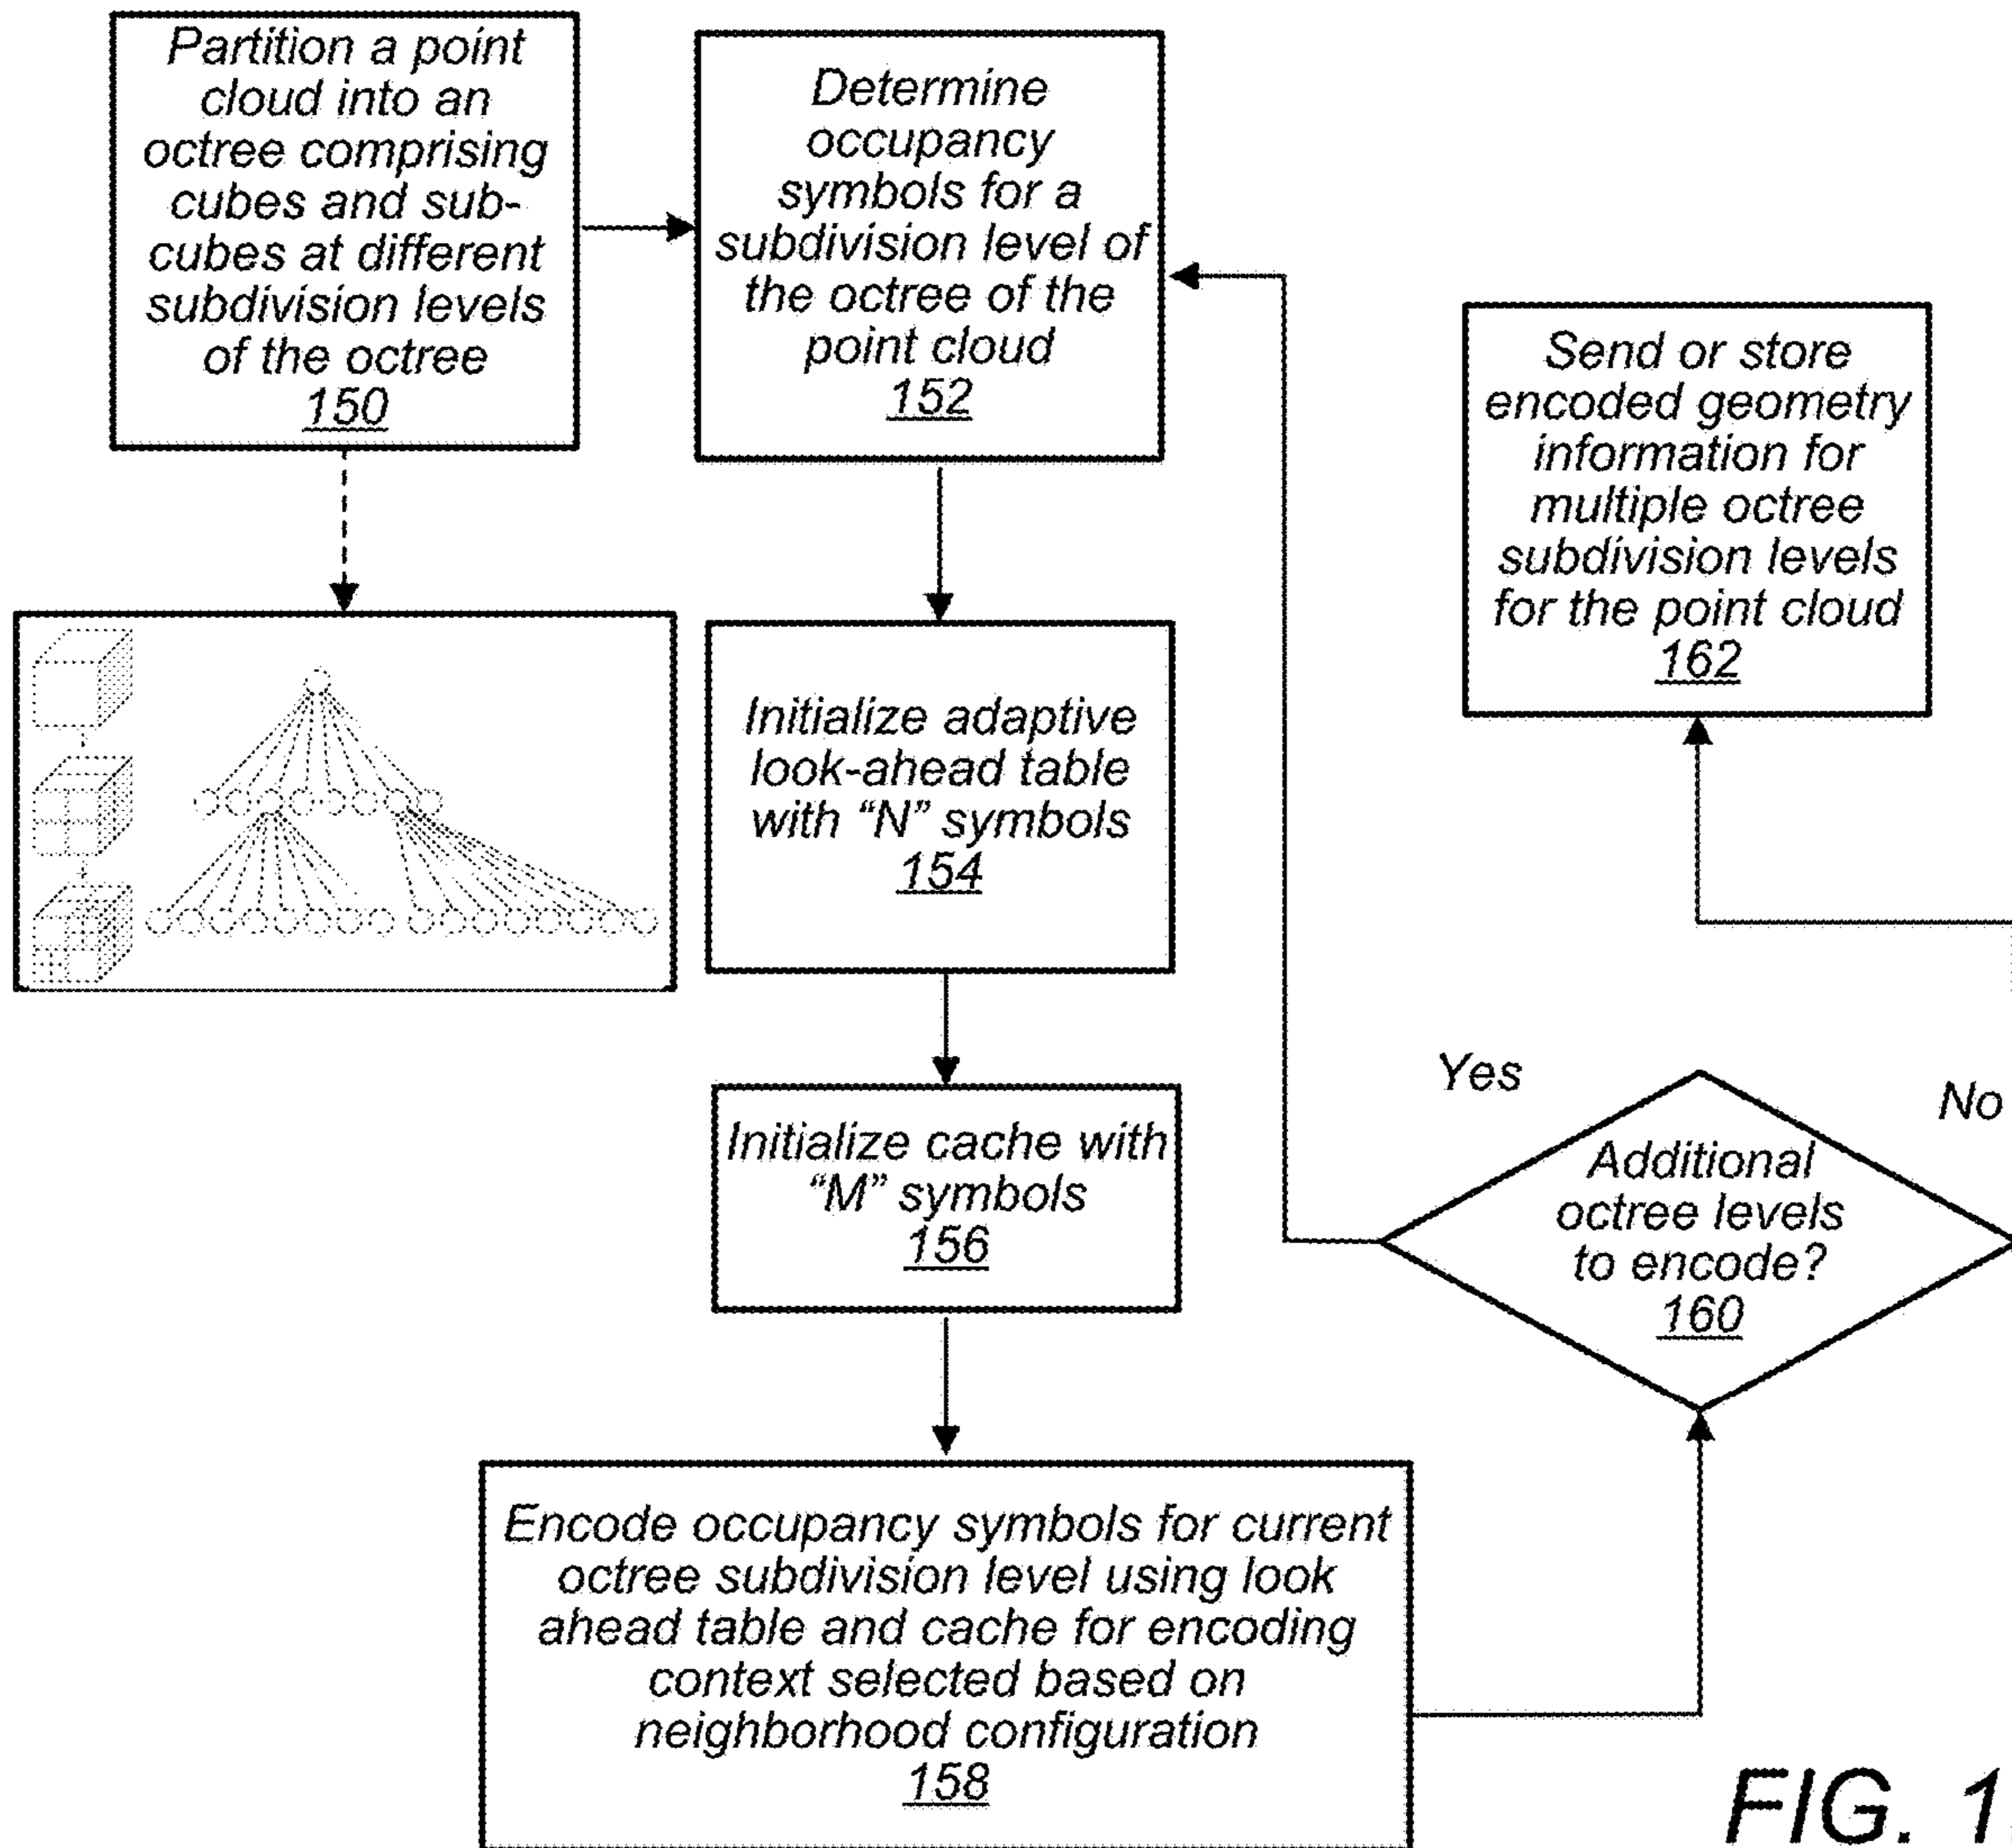 Partition a point
cloud into an
octree comprising
cubes and sub-
cubes at different
subdivision levels
of the octree
150
Determine
occupancy
symbols for a
subdivision level of
the octree of the
point cloud
152
Send or store
encoded geometry
information for
multiple octree
subdivision levels
for the point cloud
162
Initialize adaptive
look-ahead table
with “N” symbols
154
Initialize cache with
“M” symbols
156
Yes
No
Additional
octree levels
to encode?
160
Encode occupancy symbols for current
octree subdivision level using look
ahead table and cache for encoding
context selected based on
neighborhood configuration
158
FIG. 1